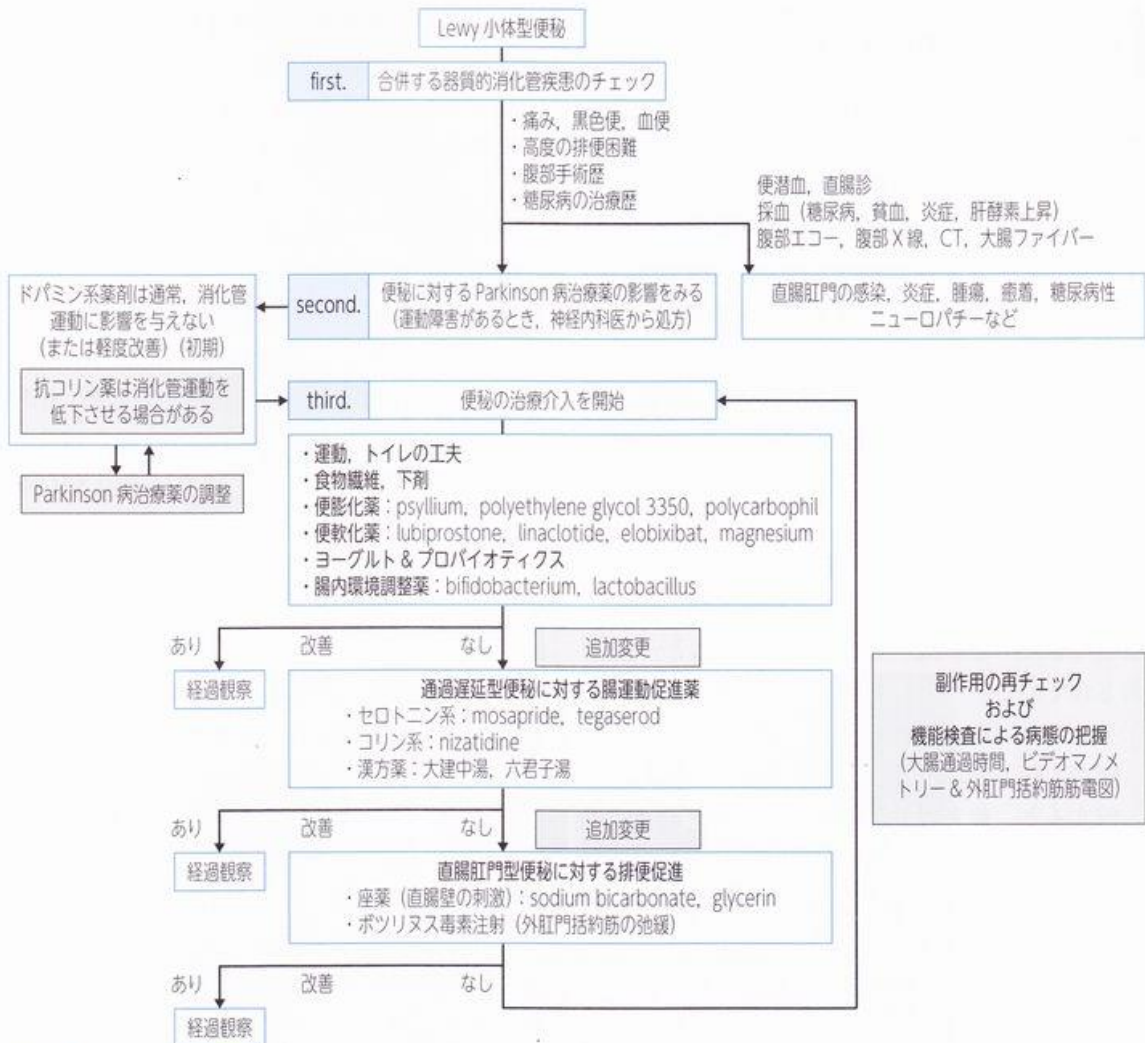 Lewy 小体型便秘
first. 合併する器質的消化管疾患のチェック
・痛み，黒色便，血便
・高度の排便困難
・腹部手術歴
・糖尿病の治療歴
便潜血，直腸診
採血（糖尿病，貧血，炎症，肝酵素上昇）
腹部エコー，腹部X線，CT，大腸ファイバー
直腸肛門の感染，炎症，腫瘍，癒着，糖尿病性
ニューロパチーなど
second. 便秘に対する Parkinson 病治療薬の影響をみる
（運動障害があるとき，神経内科医から処方）
ドパミン系薬剤は通常，消化管
運動に影響を与えない
（または軽度改善）（初期）
抗コリン薬は消化管運動を
低下させる場合がある
Parkinson 病治療薬の調整
third. 便秘の治療介入を開始
・運動，トイレの工夫
・食物繊維，下剤
・便膨化薬：psyllium，polyethylene glycol 3350，polycarbophil
・便軟化薬：lubiprostone，linaclotide，elobixibat，magnesium
・ヨーグルト & プロバイオティクス
・腸内環境調整薬：bifidobacterium，lactobacillus
あり 改善 なし 追加変更
経過観察
通過遅延型便秘に対する腸運動促進薬
・セロトニン系：mosapride，tegaserod
・コリン系：nizatidine
・漢方薬：大建中湯，六君子湯
あり 改善 なし 追加変更
経過観察
直腸肛門型便秘に対する排便促進
・座薬（直腸壁の刺激）：sodium bicarbonate，glycerin
・ボツリヌス毒素注射（外肛門括約筋の弛緩）
あり 改善 なし
経過観察
副作用の再チェック
および
機能検査による病態の把握
（大腸通過時間，ビデオマノメ
トリー & 外肛門括約筋筋電図）